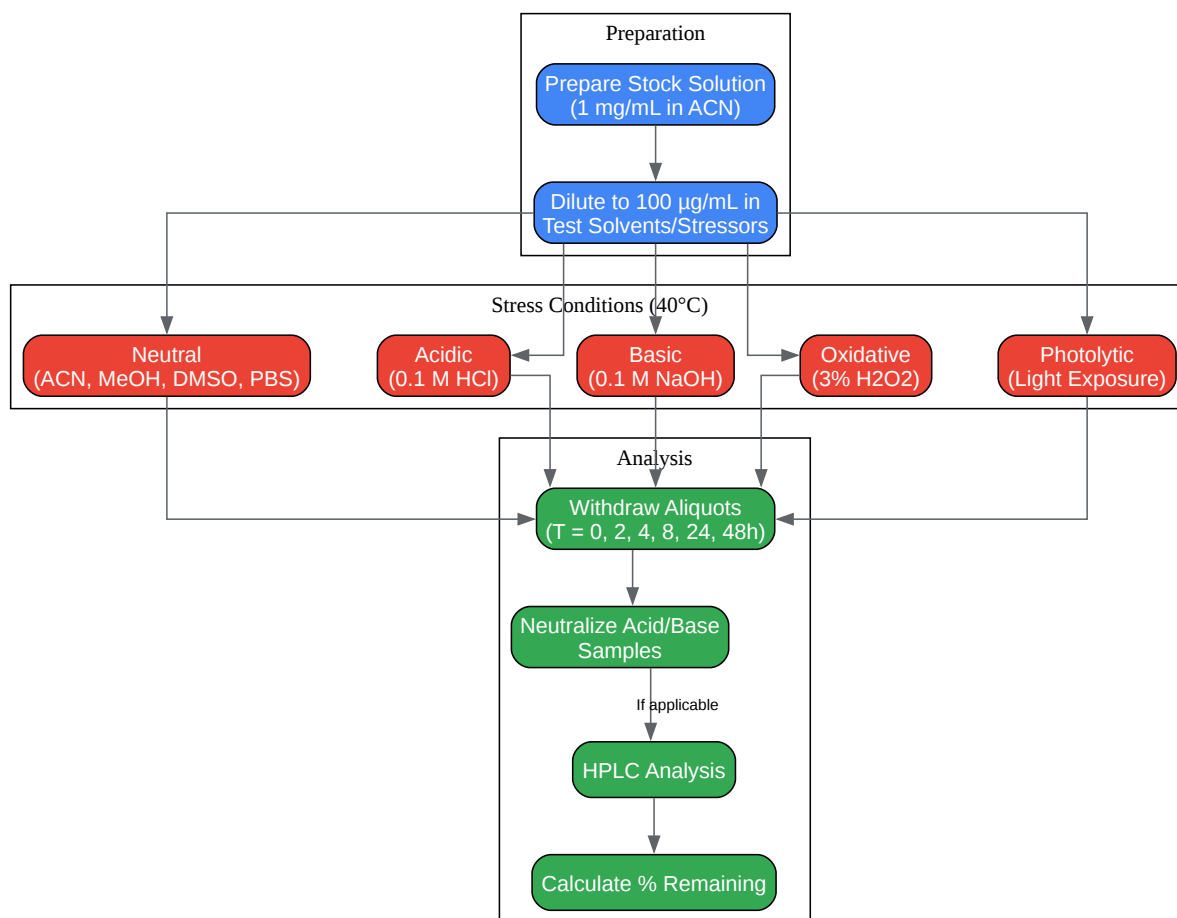 Preparation
Prepare Stock Solution
(1 mg/mL in ACN)
Dilute to 100 µg/mL in
Test Solvents/Stressors
Stress Conditions (40°C)
Neutral
(ACN, MeOH, DMSO, PBS)
Acidic
(0.1 M HCl)
Basic
(0.1 M NaOH)
Oxidative
(3% H2O2)
Photolytic
(Light Exposure)
Analysis
Withdraw Aliquots
(T = 0, 2, 4, 8, 24, 48h)
Neutralize Acid/Base
Samples
If applicable
HPLC Analysis
Calculate % Remaining